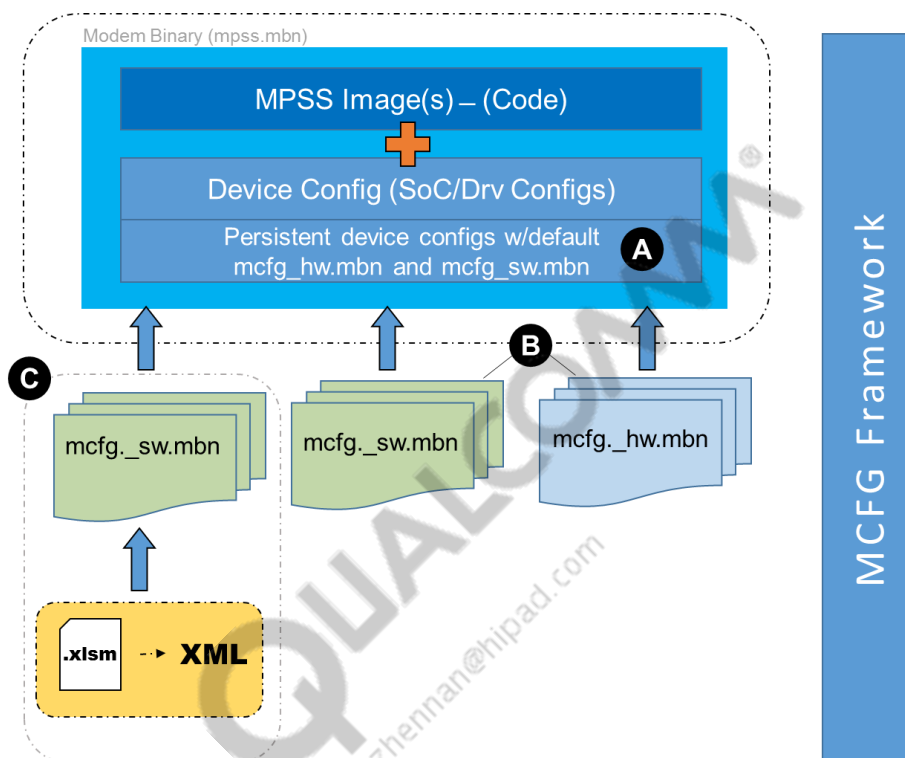 Modem Binary (mpss.mbn)
MPSS Image(s) – (Code)
Device Config (SoC/Drv Configs)
Persistent device configs w/default
mcfg_hw.mbn and mcfg_sw.mbn
A
B
C
mcfg._sw.mbn
mcfg._sw.mbn
mcfg._hw.mbn
.xlsm
XML
MCFG Framework
QUALCOMM®
zhennan@hipad.com